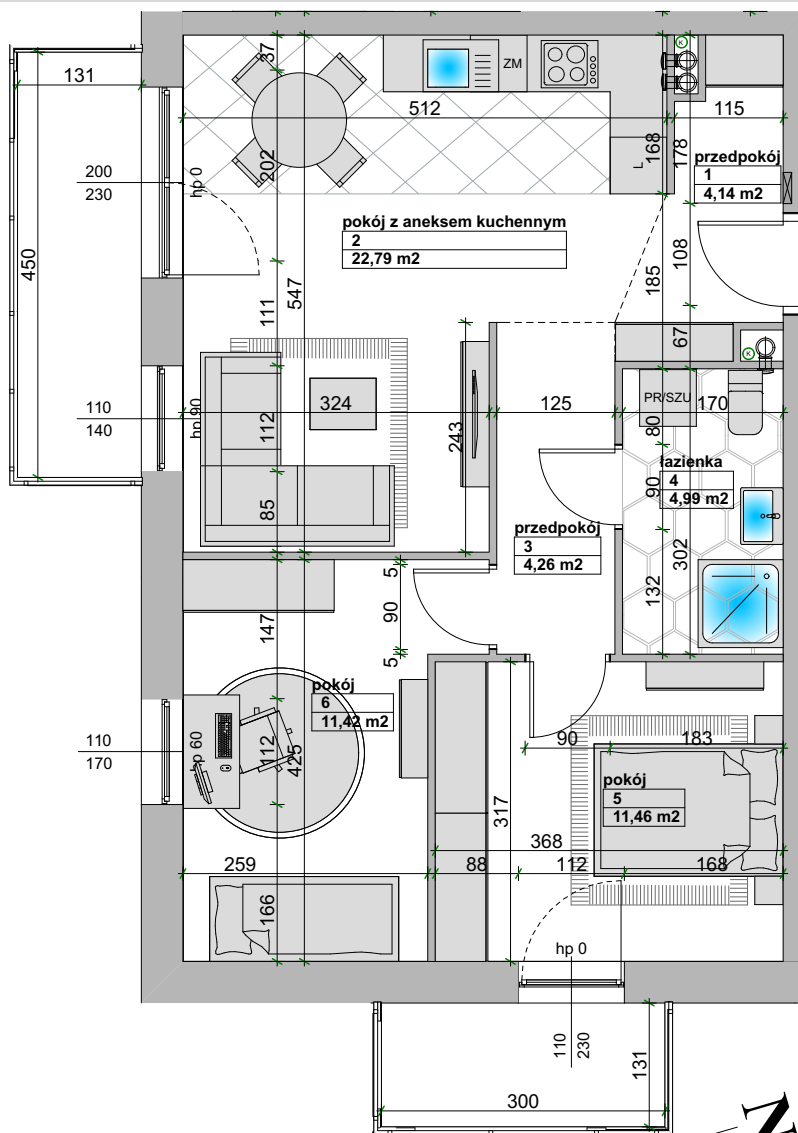 131
37
512
ZM
K
115
200
230
hp 0
202
168
178
L
przedpokój
1
4,14 m2
450
pokój z aneksem kuchennym
2
22,79 m2
111
547
185
108
67
K
110
140
hp 90
324
112
243
125
PR/SZU
170
80
85
łazienka
4
4,99 m2
90
przedpokój
3
4,26 m2
302
132
5
90
5
147
pokój
6
11,42 m2
110
170
hp 60
112
425
90
183
pokój
5
11,46 m2
317
368
259
88
112
168
166
hp 0
110
230
131
300
N